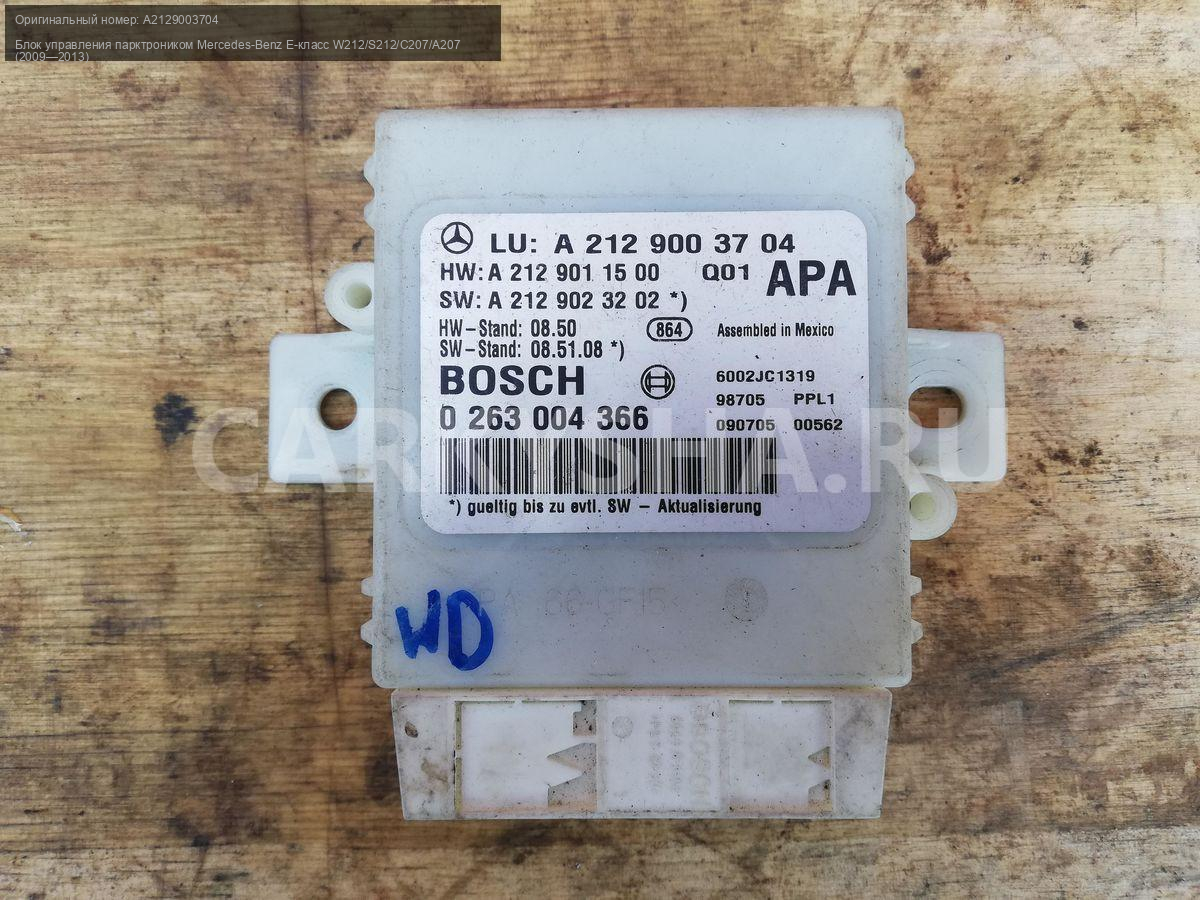 Оригинальный номер: A2129003704
Блок управления парктроником Mercedes-Benz E-класс W212/S212/C207/A207
(2009—2013)
LU: A 212 900 3704
HW: A 212 901 15 00 Q01 APA
SW: A 212 902 32 02 *)
HW-Stand: 08.50 864 Assembled in Mexico
SW-Stand: 08.51.08 *)
BOSCH 6002JC1319
98705 PPL1
0 263 004 366 090705 00562
CARKUSHA.RU
*) gueltig bis zu evtl. SW - Aktualisierung
WD